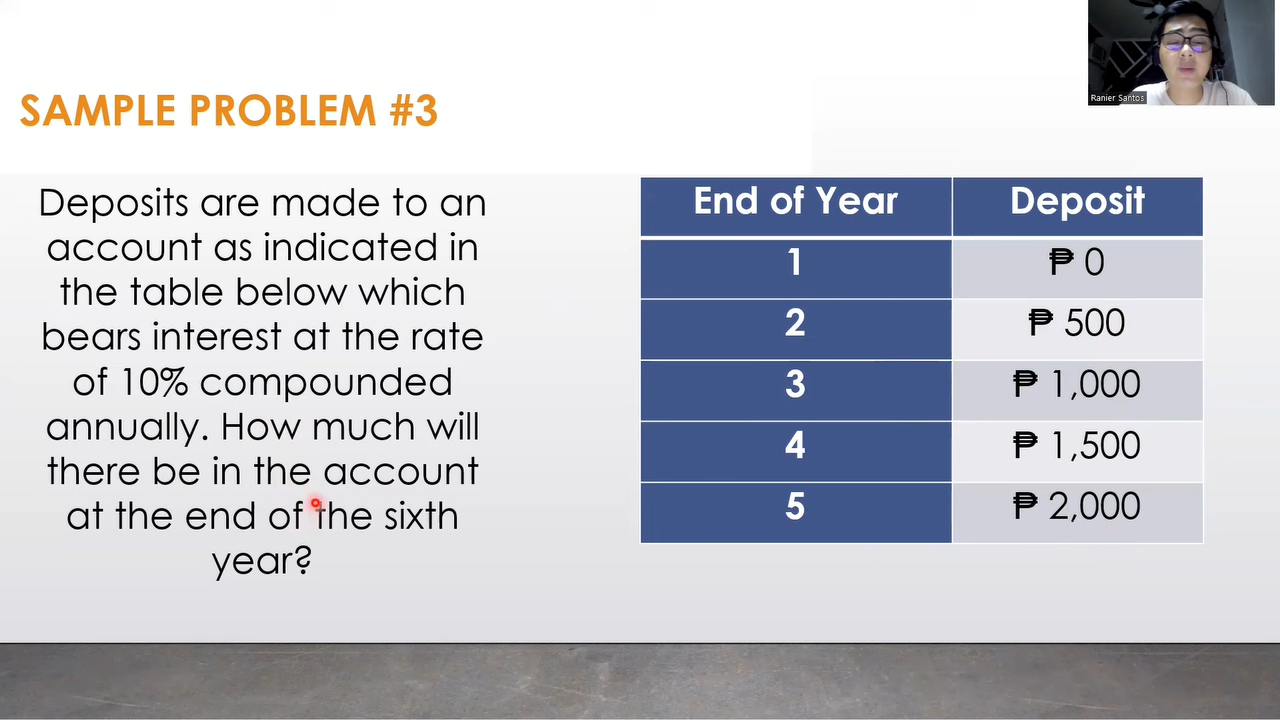 Ranier Santos
SAMPLE PROBLEM #3
Deposits are made to an
account as indicated in
the table below which
bears interest at the rate
of 10% compounded
annually. How much will
there be in the account
at the end of the sixth
year?
End of Year Deposit
1 ₱ 0
2 ₱ 500
3 ₱ 1,000
4 ₱ 1,500
5 ₱ 2,000